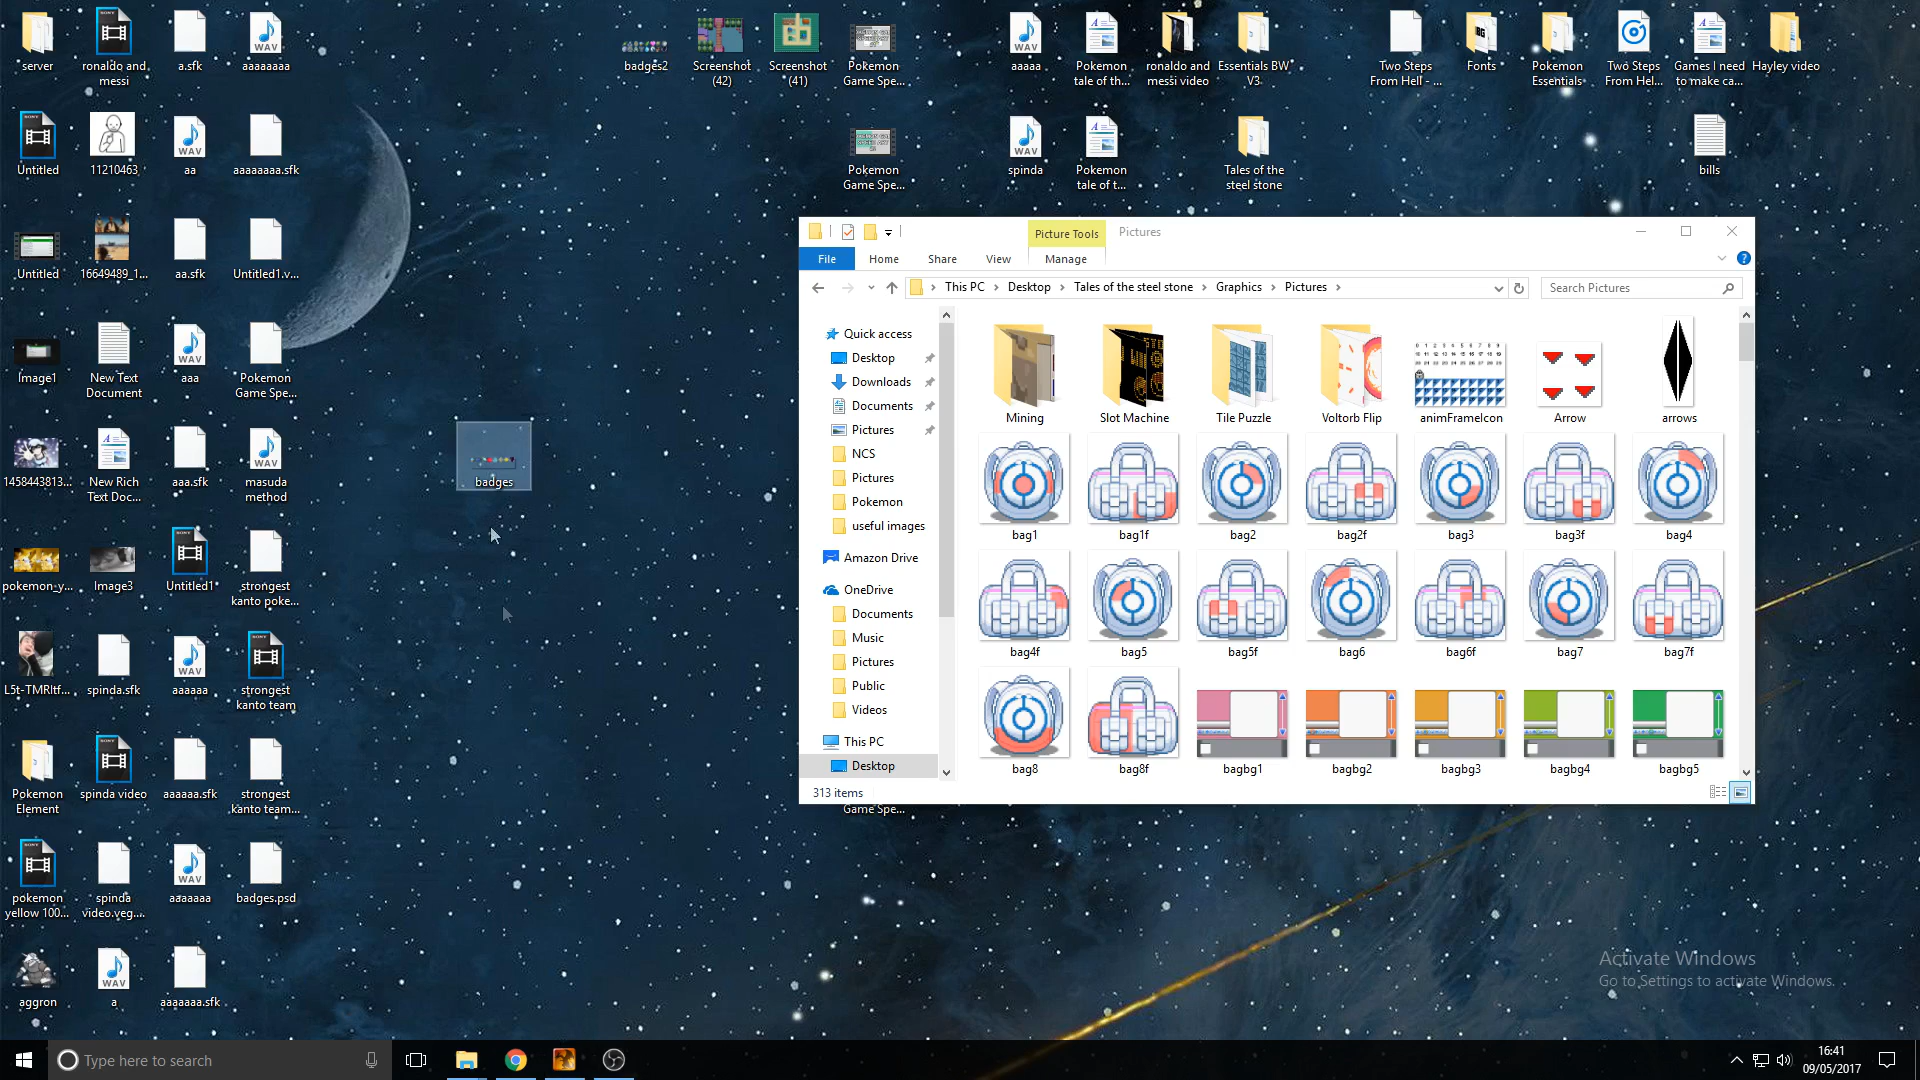 server
ronaldo and
messi
a.sfk
aaaaaaaa
badges2
Screenshot
(42)
Screenshot
(41)
Pokemon
Game Spe...
aaaaa
Pokemon
tale of th...
ronaldo and
messi video
Essentials BW
V3
Two Steps
From Hell - ...
Fonts
Pokemon
Essentials
Two Steps
From Hel...
Games I need
to make ca...
Hayley video
Untitled
11210463
aa
aaaaaaaa.sfk
Pokemon
Game Spe...
spinda
Pokemon
tale of t...
Tales of the
steel stone
bills
Untitled
16649489_1...
aa.sfk
Untitled1.v...
Image1
New Text
Document
aaa
Pokemon
Game Spe...
1458443813...
New Rich
Text Doc...
aaa.sfk
masuda
method
badges
pokemon_y...
Image3
Untitled1
strongest
kanto poke...
L5t-TMRltf...
spinda.sfk
aaaaaa
strongest
kanto team
Pokemon
Element
spinda video
aaaaaa.sfk
strongest
kanto team...
pokemon
yellow 100...
spinda
video.veg....
aaaaaaa
badges.psd
aggron
a
aaaaaaa.sfk
Picture Tools
Pictures
File
Home
Share
View
Manage
This PC
Desktop
Tales of the steel stone
Graphics
Pictures
Search Pictures
Quick access
Desktop
Downloads
Documents
Pictures
NCS
Pictures
Pokemon
useful images
Amazon Drive
OneDrive
Documents
Music
Pictures
Public
Videos
This PC
Desktop
Mining
Slot Machine
Tile Puzzle
Voltorb Flip
animFrameIcon
Arrow
arrows
bag1
bag1f
bag2
bag2f
bag3
bag3f
bag4
bag4f
bag5
bag5f
bag6
bag6f
bag7
bag7f
bag8
bag8f
bagbg1
bagbg2
bagbg3
bagbg4
bagbg5
313 items
Game Spe...
Activate Windows
Go to Settings to activate Windows.
Type here to search
16:41
09/05/2017